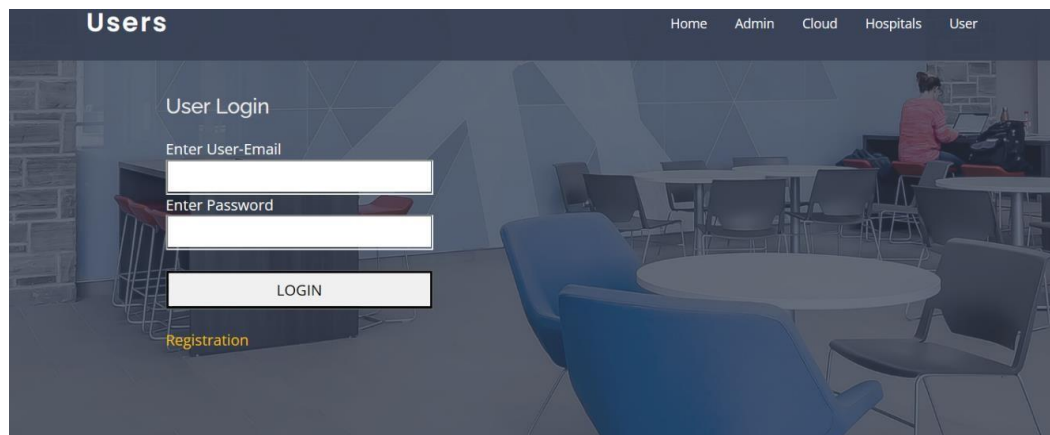 Users
Home Admin Cloud Hospitals User
User Login
Enter User-Email
Enter Password
LOGIN
Registration